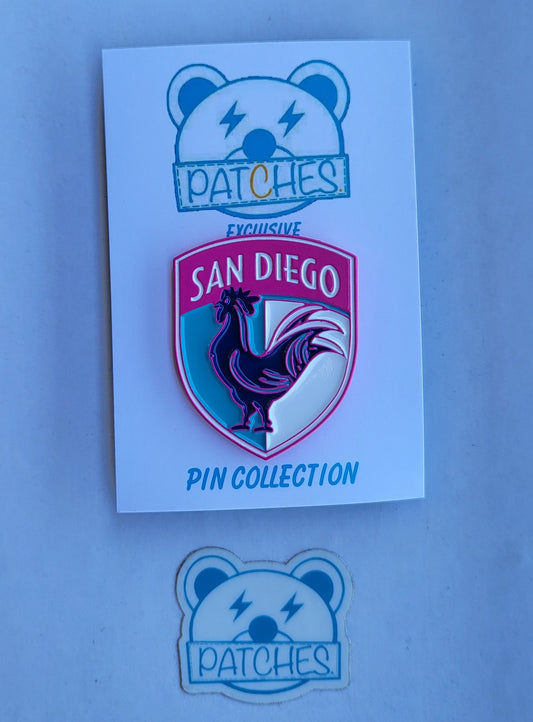 PATCHES.
EXCLUSIVE
SAN DIEGO
PIN COLLECTION
PATCHES.